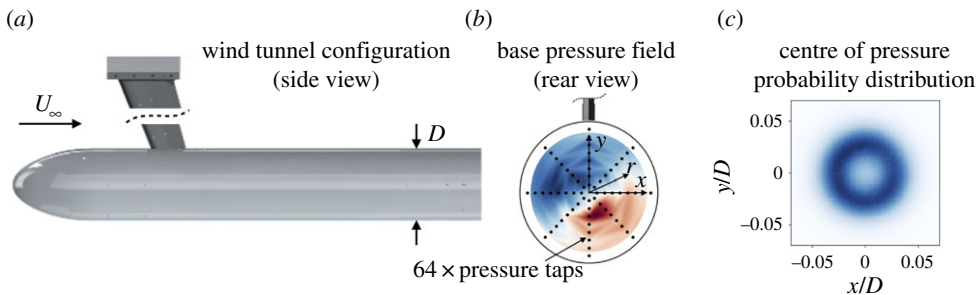 (a)
wind tunnel configuration
(side view)
U∞
D
(b)
base pressure field
(rear view)
y
r
x
64 × pressure taps
(c)
centre of pressure
probability distribution
0.05
0
−0.05
y/D
−0.05 0 0.05
x/D